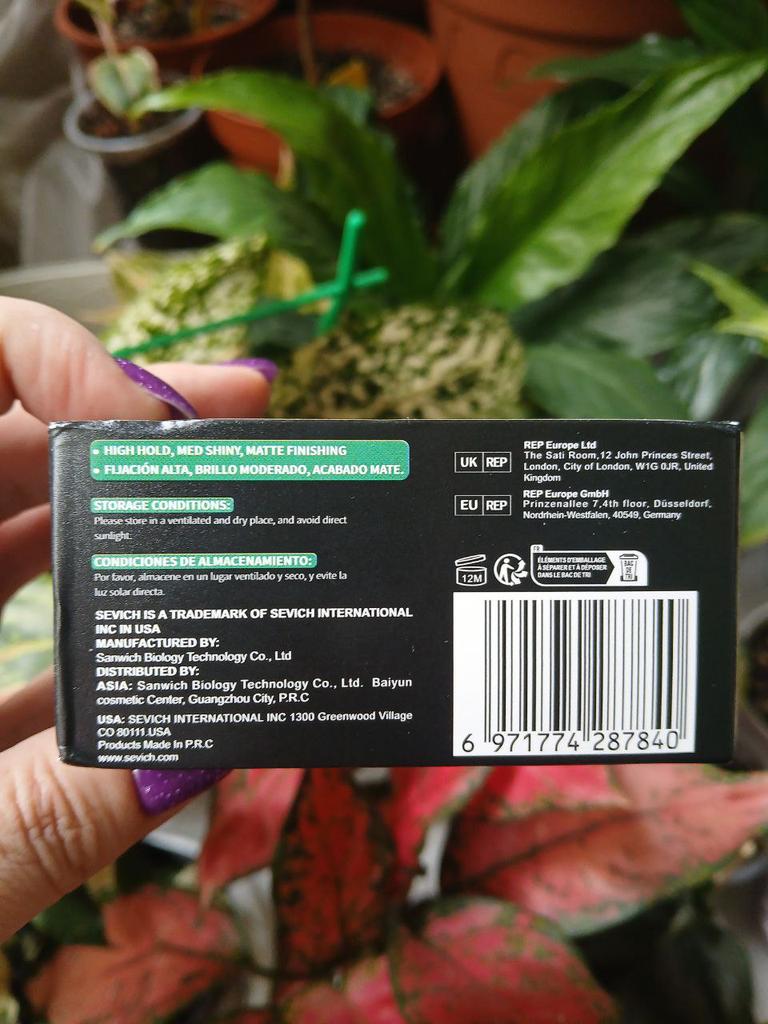 • HIGH HOLD, MED SHINY, MATTE FINISHING
• FIJACIÓN ALTA, BRILLO MODERADO, ACABADO MATE.
STORAGE CONDITIONS:
Please store in a ventilated and dry place, and avoid direct
sunlight.
CONDICIONES DE ALMACENAMIENTO:
Por favor, almacene en un lugar ventilado y seco, y evite la
luz solar directa.
SEVICH IS A TRADEMARK OF SEVICH INTERNATIONAL
INC IN USA
MANUFACTURED BY:
Sanwich Biology Technology Co., Ltd
DISTRIBUTED BY:
ASIA: Sanwich Biology Technology Co., Ltd. Baiyun
cosmetic Center, Guangzhou City, P.R.C
USA: SEVICH INTERNATIONAL INC 1300 Greenwood Village
CO 80111.USA
Products Made In P.R.C
www.sevich.com
UK REP
REP Europe Ltd
The Sati Room,12 John Princes Street,
London, City of London, W1G 0JR, United
Kingdom
EU REP
REP Europe GmbH
Prinzenallee 7,4th floor, Düsseldorf,
Nordrhein-Westfalen, 40549, Germany
12M
FR
ÉLÉMENTS D'EMBALLAGE
À SÉPARER ET À DÉPOSER
DANS LE BAC DE TRI
BAC
DE
TRI
6 971774 287840